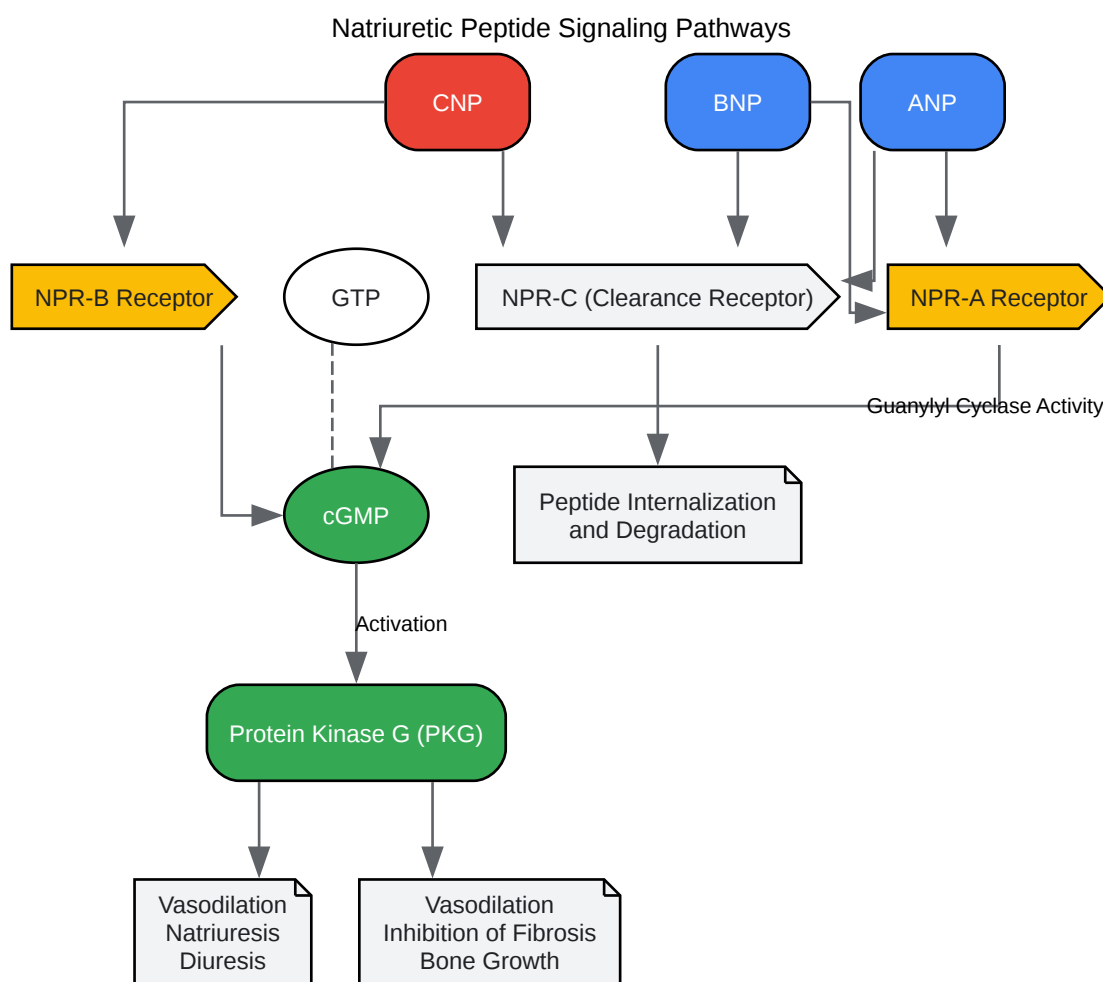 Natriuretic Peptide Signaling Pathways
CNP
BNP
ANP
NPR-B Receptor
GTP
NPR-C (Clearance Receptor)
NPR-A Receptor
Guanylyl Cyclase Activity
cGMP
Peptide Internalization
and Degradation
Activation
Protein Kinase G (PKG)
Vasodilation
Natriuresis
Diuresis
Vasodilation
Inhibition of Fibrosis
Bone Growth